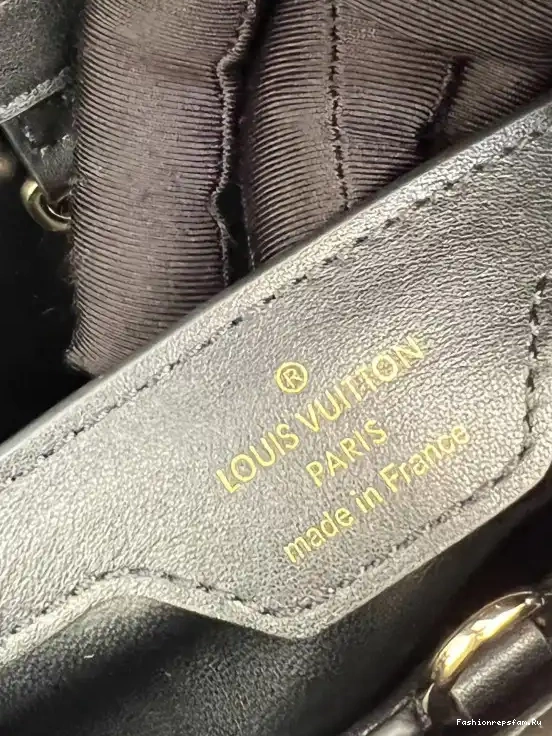 ®
LOUIS VUITTON
PARIS
made in France
Fashionrepsfam.Ru